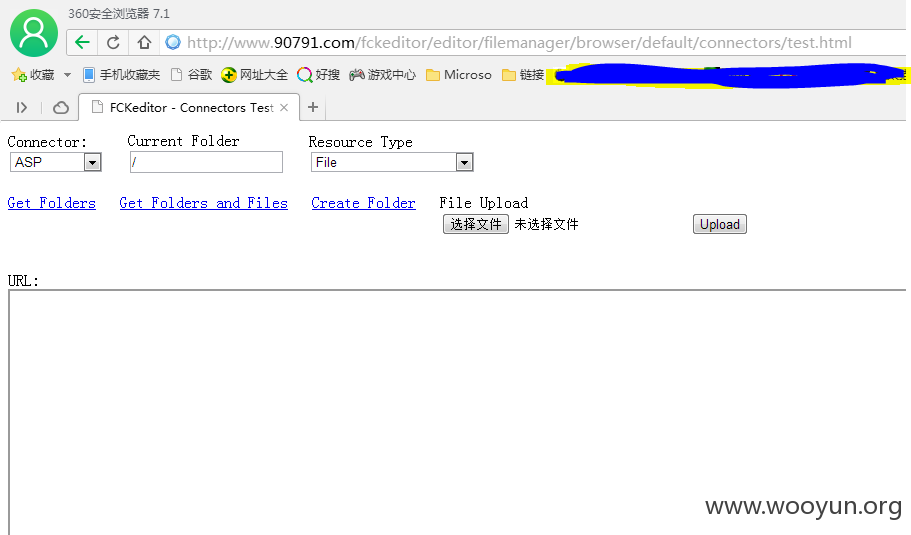 360安全浏览器 7.1
http://www.90791.com/fckeditor/editor/filemanager/browser/default/connectors/test.html
收藏 手机收藏夹 谷歌 网址大全 好搜 游戏中心 Microso 链接
FCKeditor - Connectors Test
Connector: Current Folder Resource Type
ASP / File
Get Folders Get Folders and Files Create Folder File Upload
选择文件 未选择文件 Upload
URL:
www.wooyun.org